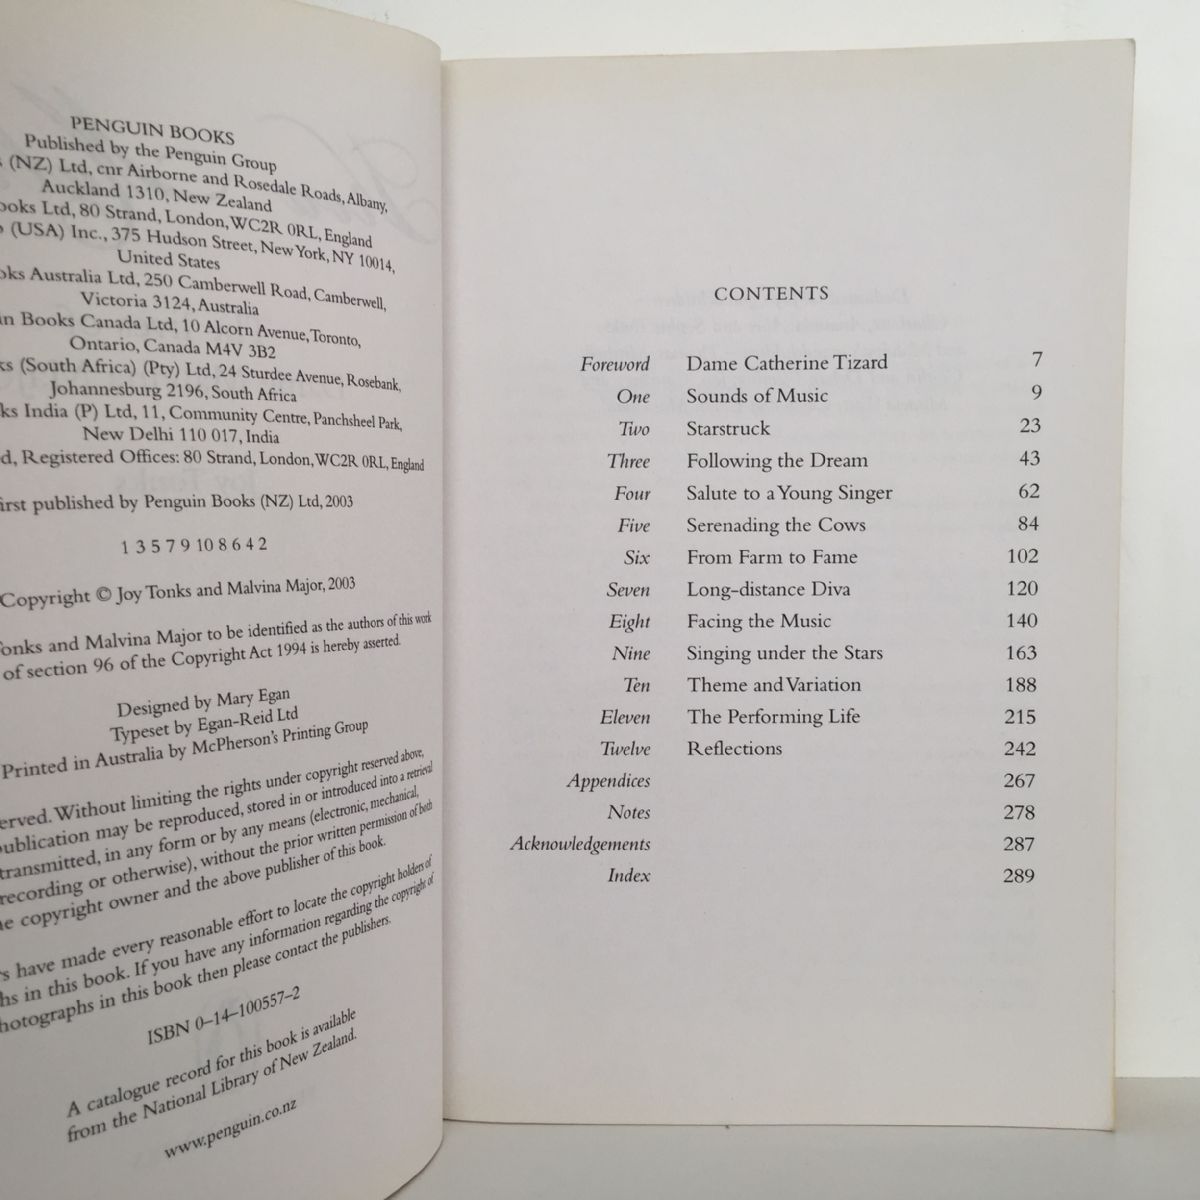 PENGUIN BOOKS
Published by the Penguin Group
(NZ) Ltd, cnr Airborne and Rosedale Roads, Albany,
Auckland 1310, New Zealand
Ltd, 80 Strand, London, WC2R 0RL, England
(USA) Inc., 375 Hudson Street, New York, NY 10014,
United States
Australia Ltd, 250 Camberwell Road, Camberwell,
Victoria 3124, Australia
Books Canada Ltd, 10 Alcorn Avenue, Toronto,
Ontario, Canada M4V 3B2
(South Africa) (Pty) Ltd, 24 Sturdee Avenue, Rosebank,
Johannesburg 2196, South Africa
India (P) Ltd, 11, Community Centre, Panchsheel Park,
New Delhi 110 017, India
Registered Offices: 80 Strand, London, WC2R 0RL, England
irst published by Penguin Books (NZ) Ltd, 2003
1 3 5 7 9 10 8 6 4 2
Copyright © Joy Tonks and Malvina Major, 2003
onks and Malvina Major to be identified as the authors of this work
of section 96 of the Copyright Act 1994 is hereby asserted.
Designed by Mary Egan
Typeset by Egan-Reid Ltd
Printed in Australia by McPherson's Printing Group
erved. Without limiting the rights under copyright reserved above,
ublication may be reproduced, stored in or introduced into a retrieval
transmitted, in any form or by any means (electronic, mechanical,
recording or otherwise), without the prior written permission of both
e copyright owner and the above publisher of this book.
s have made every reasonable effort to locate the copyright holders of
hs in this book. If you have any information regarding the copyright of
hotographs in this book then please contact the publishers.
ISBN 0-14-100557-2
A catalogue record for this book is available
from the National Library of New Zealand.
www.penguin.co.nz
CONTENTS
Foreword Dame Catherine Tizard 7
One Sounds of Music 9
Two Starstruck 23
Three Following the Dream 43
Four Salute to a Young Singer 62
Five Serenading the Cows 84
Six From Farm to Fame 102
Seven Long-distance Diva 120
Eight Facing the Music 140
Nine Singing under the Stars 163
Ten Theme and Variation 188
Eleven The Performing Life 215
Twelve Reflections 242
Appendices 267
Notes 278
Acknowledgements 287
Index 289